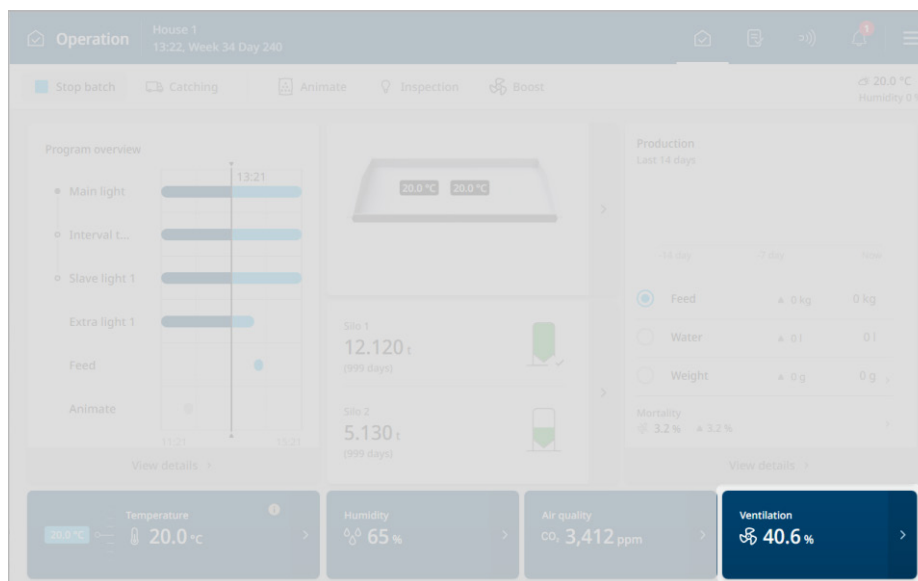 Operation
House 1
13:22, Week 34 Day 240
1
Stop batch
Catching
Animate
Inspection
Boost
20.0 °C
Program overview
13:21
Main light
Interval t...
Slave light 1
Extra light 1
Feed
Animate
11:21
View details
20.0 °C
20.0 °C
Silo 1
12.120 t
(999 days)
Silo 2
5.130 t
(999 days)
Production
Last 14 days
-14 day
-7 day
Feed
0 kg
0 kg
Water
0 l
0 l
Weight
0 g
0 g
Mortality
3.2 %
3.2 %
View details
Temperature
20.0 °C
20.0 °C
Humidity
65 %
Air quality
CO₂ 3,412 ppm
Ventilation
40.6 %